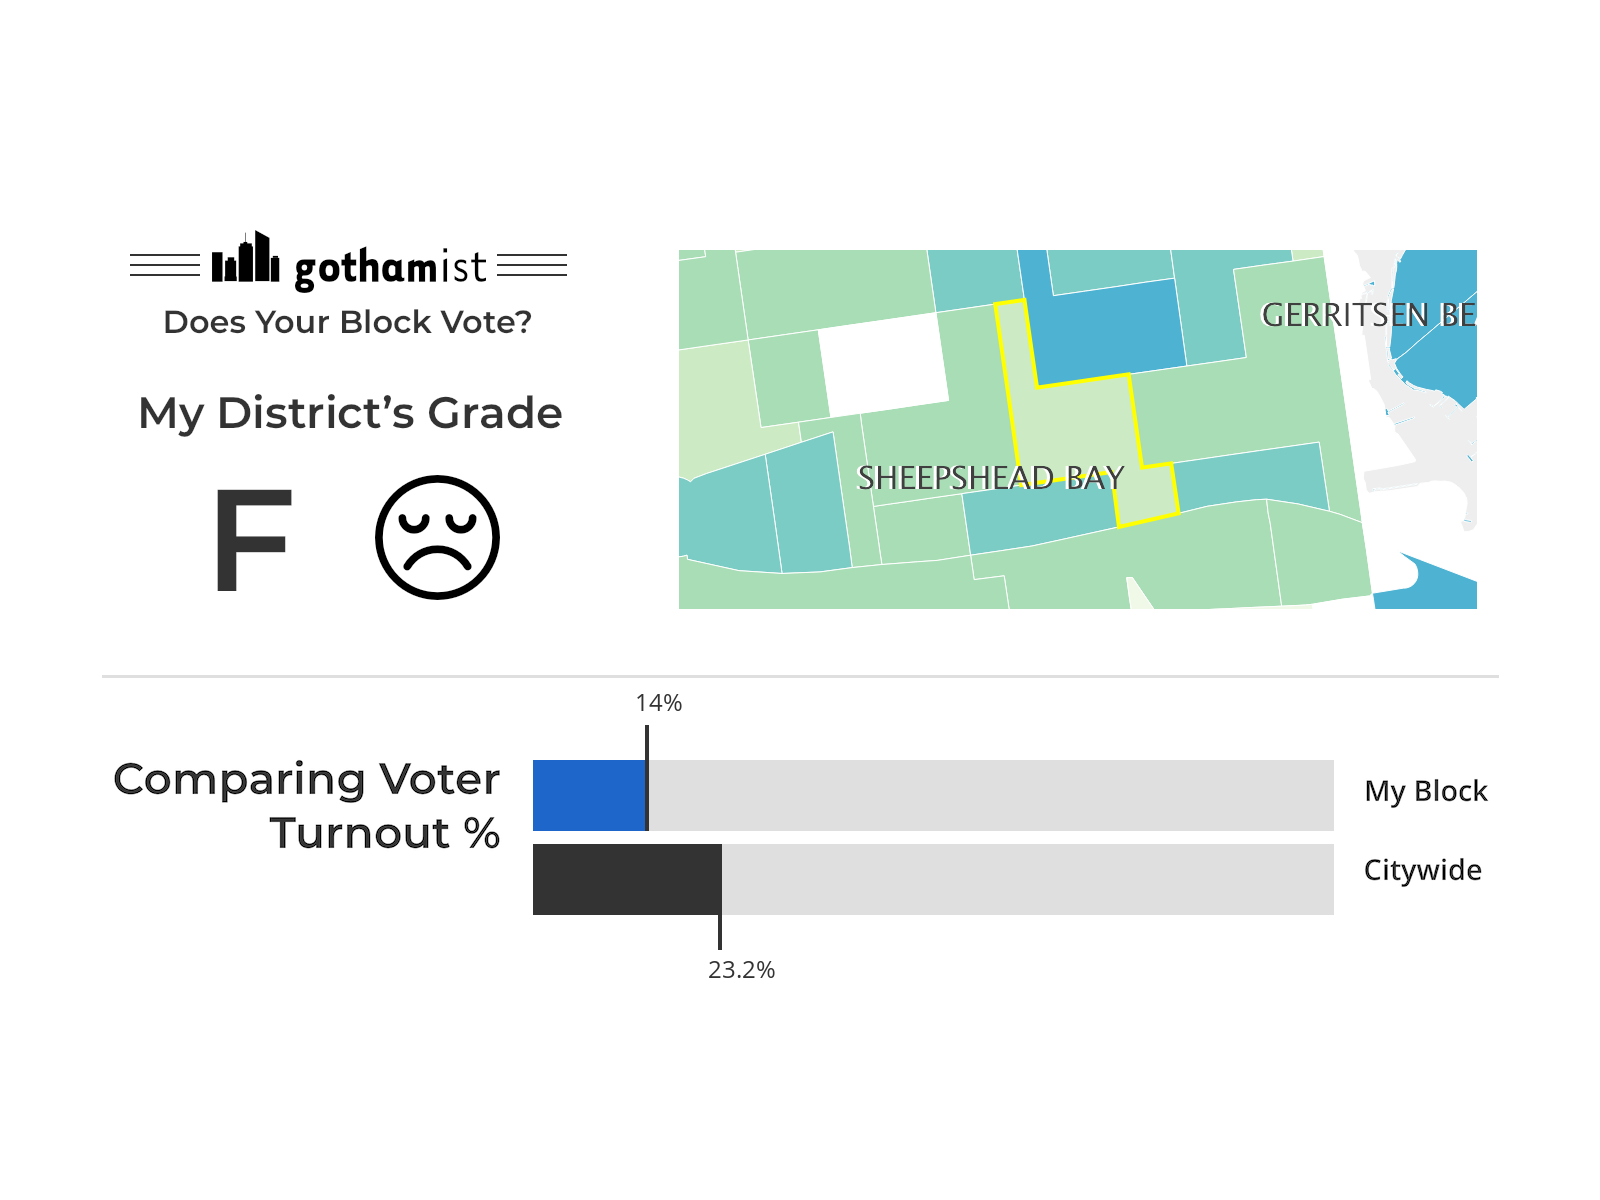 gothamist
Does Your Block Vote?
My District’s Grade
F
GERRITSEN BE
SHEEPSHEAD BAY
14%
Comparing Voter
Turnout %
My Block
Citywide
23.2%